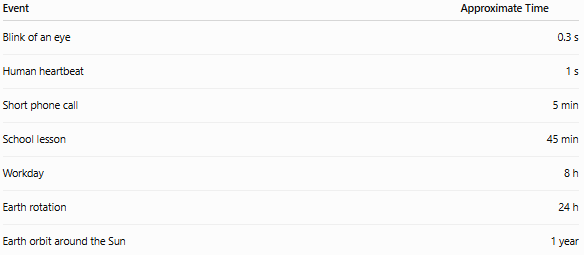 Event Approximate Time
Blink of an eye 0.3 s
Human heartbeat 1 s
Short phone call 5 min
School lesson 45 min
Workday 8 h
Earth rotation 24 h
Earth orbit around the Sun 1 year